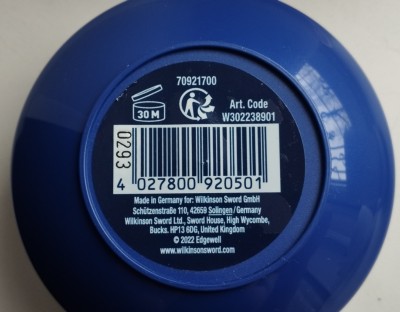 70921700
30 M
Art. Code
W302238901
0293
4 027800 920501
Made in Germany for: Wilkinson Sword GmbH
Schützenstraße 110, 42659 Solingen/Germany
Wilkinson Sword Ltd., Sword House, High Wycombe,
Bucks. HP13 6DG, United Kingdom
© 2022 Edgewell
www.wilkinsonsword.com